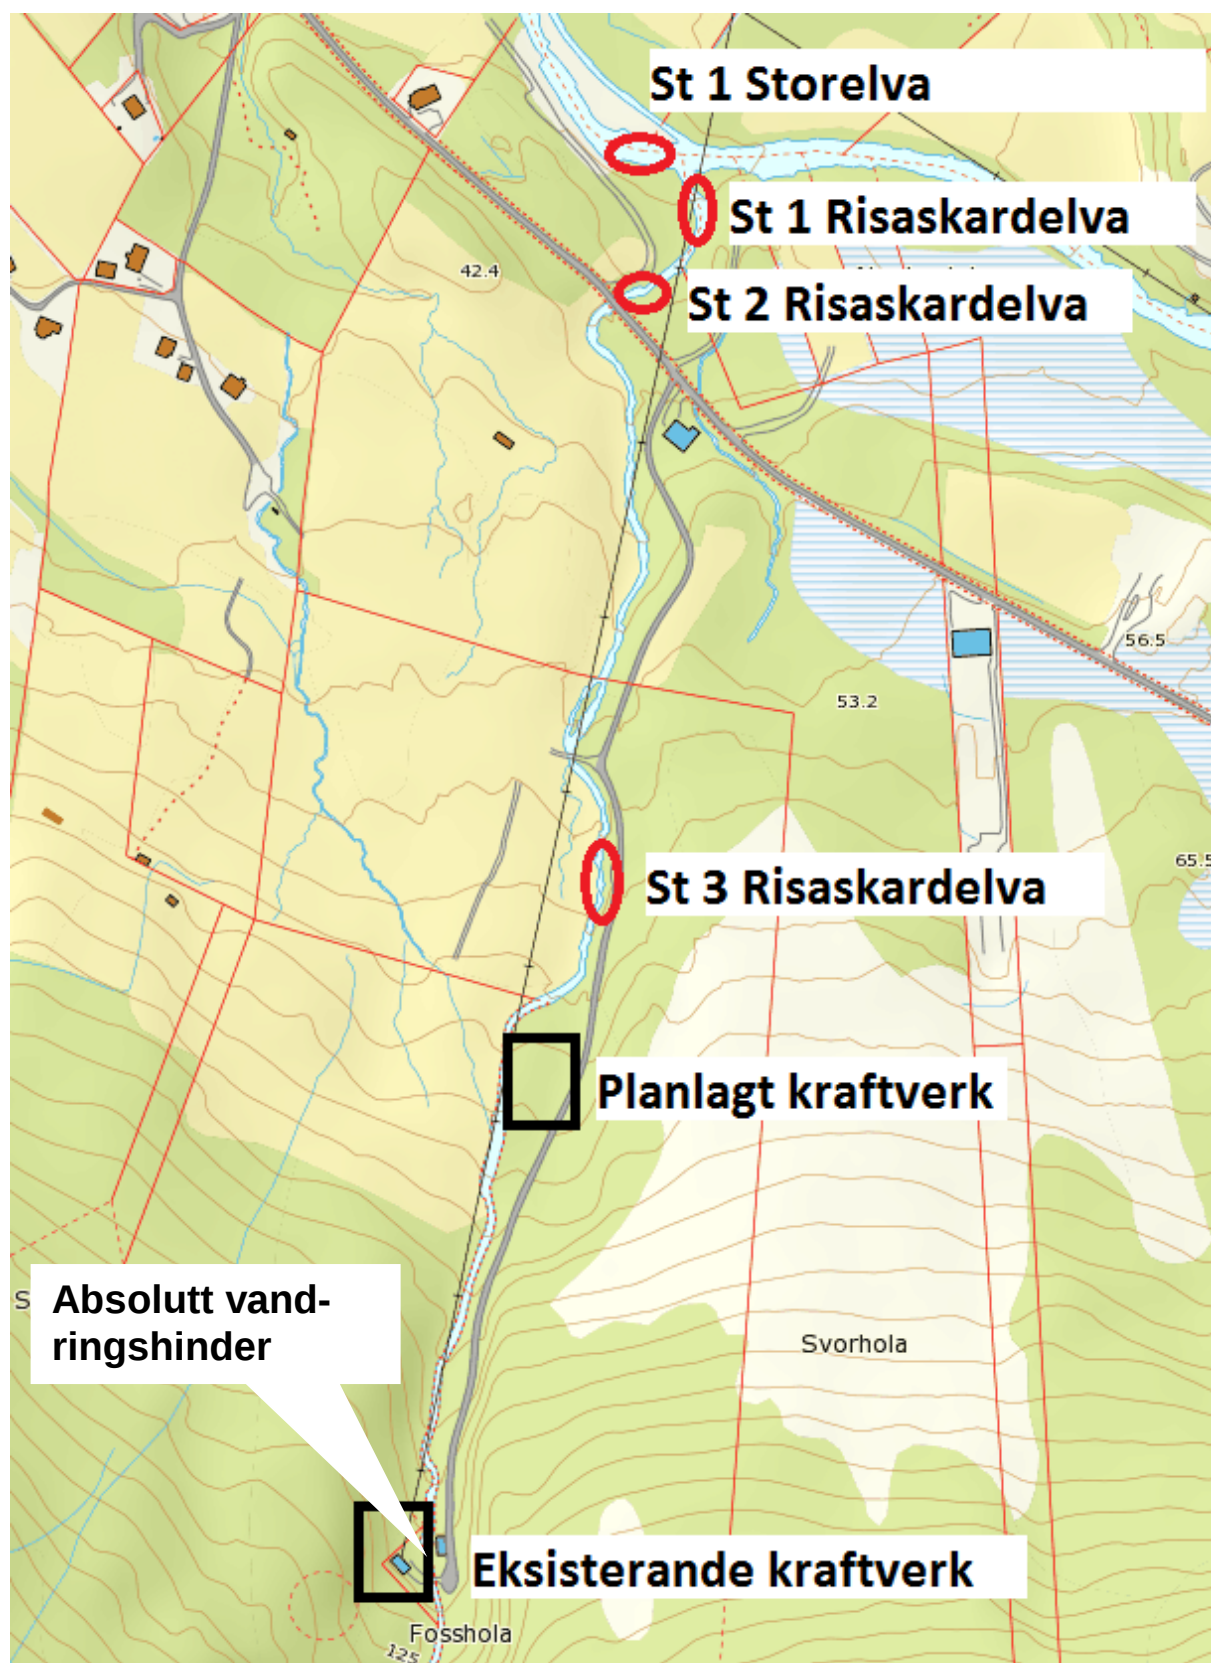 St 1 Storelva
St 1 Risaskardelva
42.4
St 2 Risaskardelva
56.5
53.2
65.5
St 3 Risaskardelva
Planlagt kraftverk
S
Absolutt vand-
ringshinder
Svorhola
Eksisterande kraftverk
Fosshola
125